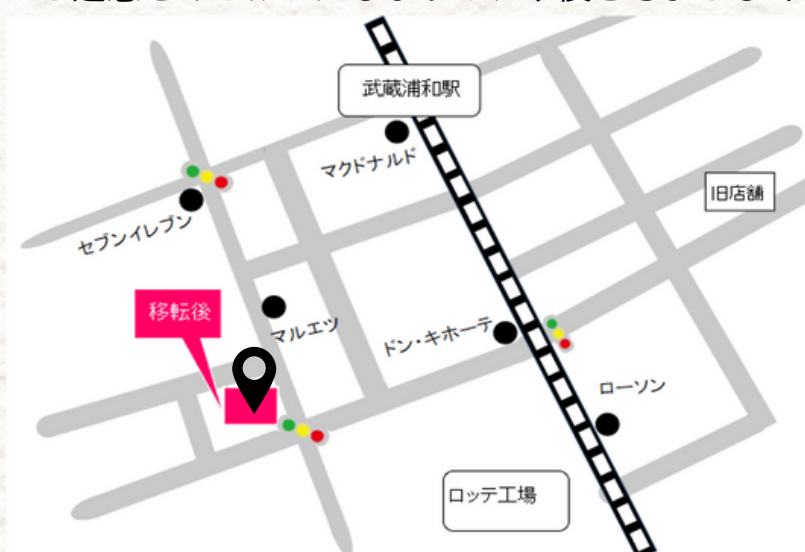 武蔵浦和駅
マクドナルド
旧店舗
セブンイレブン
移転後
マルエツ
ドン・キホーテ
ローソン
ロッテ工場